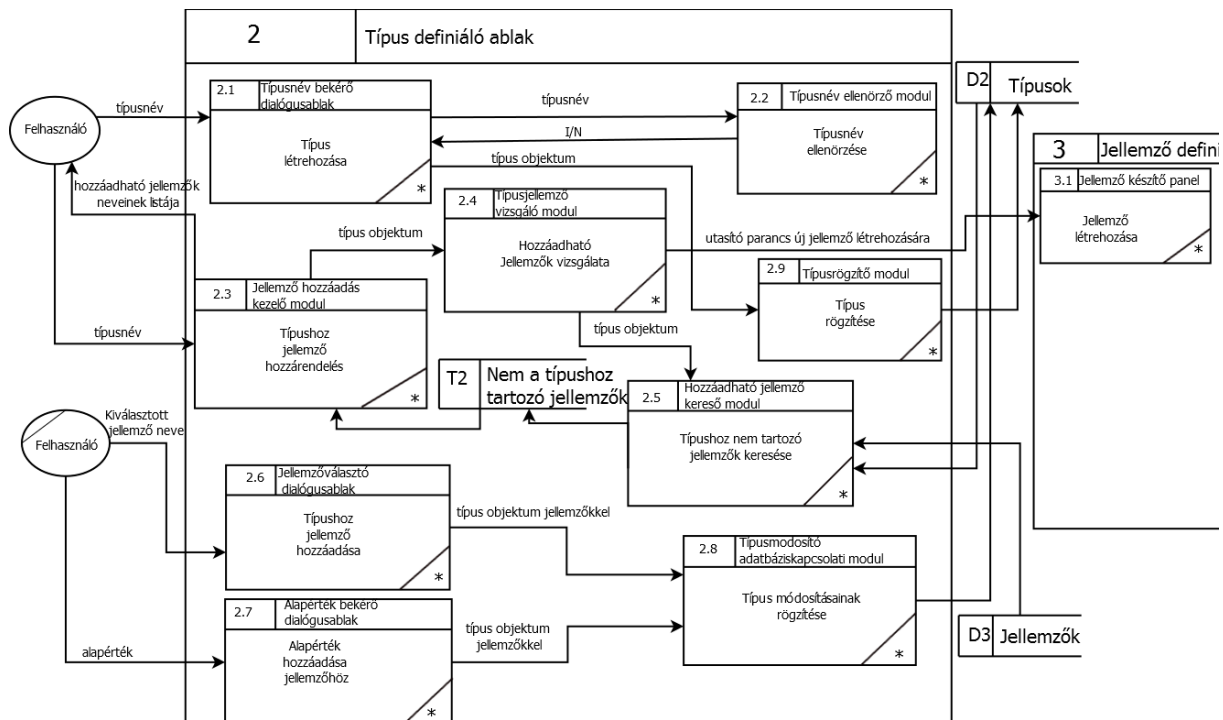 2
Típus definiáló ablak
D2
Típusok
2.1
Típusnév bekérő
dialógusablak
Típus
létrehozása
*
típusnév
típusnév
I/N
2.2
Típusnév ellenörző modul
Típusnév
ellenörzése
*
Felhasználó
hozzáadható jellemzők
neveinek listája
típus objektum
3
Jellemző defini
3.1
Jellemző készítő panel
Jellemző
létrehozása
*
2.4
Típusjellemző
vizsgáló modul
Hozzáadható
Jellemzők vizsgálata
*
típus objektum
utasító parancs új jellemző létrehozására
2.9
Típusrögzítő modul
Típus
rögzítése
*
2.3
Jellemző hozzáadás
kezelő modul
Típushoz
jellemző
hozzárendelés
*
típusnév
típus objektum
T2
Nem a típushoz
tartozó jellemzők
2.5
Hozzáadható jellemző
kereső modul
Típushoz nem tartozó
jellemzők keresése
*
Felhasználó
Kiválasztott
jellemző neve
2.6
Jellemzőválasztó
dialógusablak
Típushoz
jellemző
hozzáadása
*
típus objektum jellemzőkkel
2.8
Típusmodosító
adatbáziskapcsolati modul
Típus módosításainak
rögzítése
*
2.7
Alapérték bekérő
dialógusablak
Alapérték
hozzáadása
jellemzőhöz
*
alapérték
típus objektum
jellemzőkkel
D3
Jellemzők